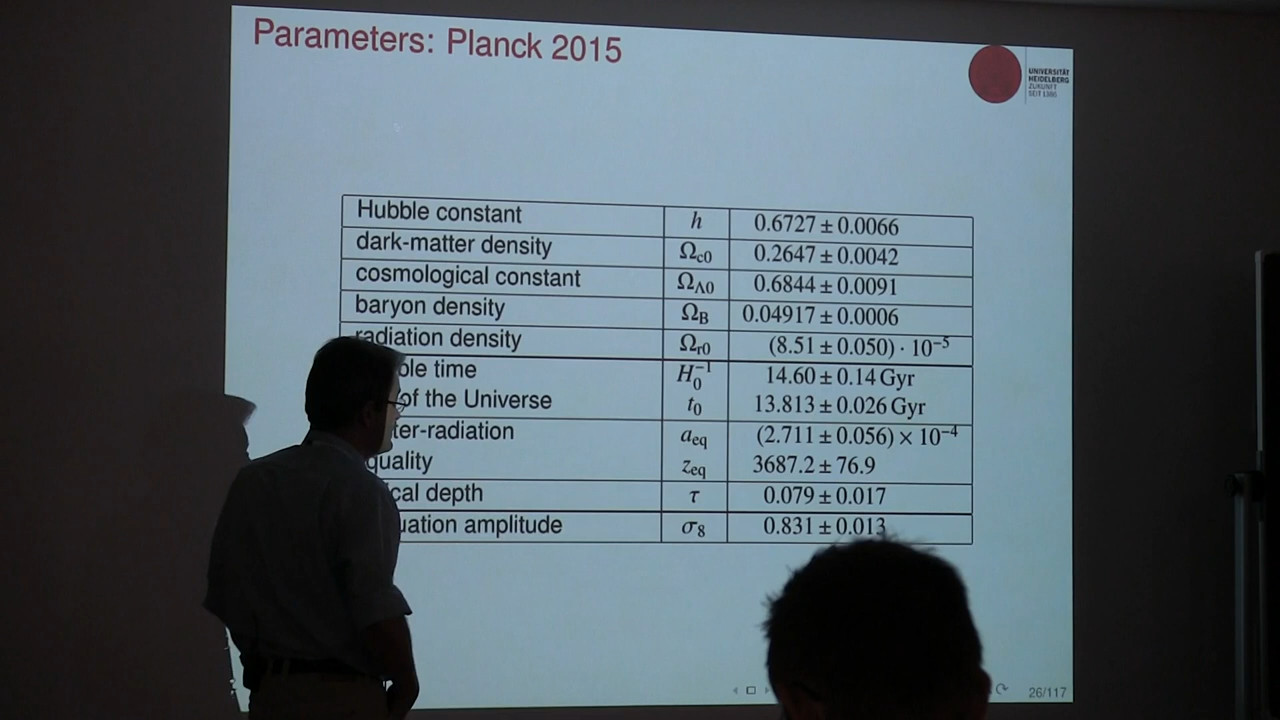 Parameters: Planck 2015
UNIVERSITÄT
HEIDELBERG
ZUKUNFT
SEIT 1386
Hubble constant h 0.6727 ± 0.0066
dark-matter density Ωc0 0.2647 ± 0.0042
cosmological constant ΩΛ0 0.6844 ± 0.0091
baryon density ΩB 0.04917 ± 0.0006
radiation density Ωr0 (8.51 ± 0.050) · 10⁻⁵
ble time H₀⁻¹ 14.60 ± 0.14 Gyr
of the Universe t₀ 13.813 ± 0.026 Gyr
ter-radiation aeq (2.711 ± 0.056) × 10⁻⁴
quality zeq 3687.2 ± 76.9
cal depth τ 0.079 ± 0.017
uation amplitude σ₈ 0.831 ± 0.013
26/117